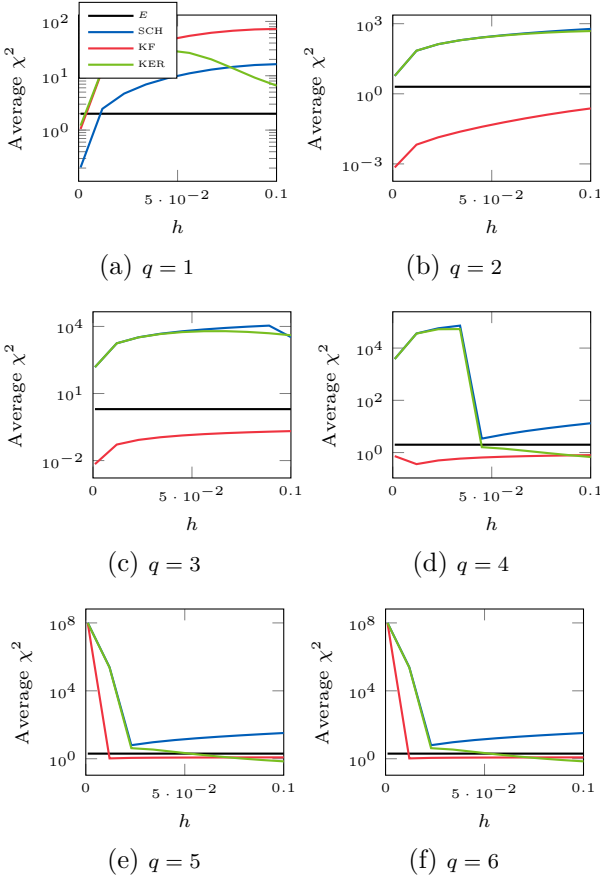 E
SCH
KF
KER
10^2
10^1
10^0
Average χ^2
0
5 · 10^−2
0.1
h
(a) q = 1
10^3
10^0
10^−3
Average χ^2
0
5 · 10^−2
0.1
h
(b) q = 2
10^4
10^1
10^−2
Average χ^2
0
5 · 10^−2
0.1
h
(c) q = 3
10^4
10^2
10^0
Average χ^2
0
5 · 10^−2
0.1
h
(d) q = 4
10^8
10^4
10^0
Average χ^2
0
5 · 10^−2
0.1
h
(e) q = 5
10^8
10^4
10^0
Average χ^2
0
5 · 10^−2
0.1
h
(f) q = 6